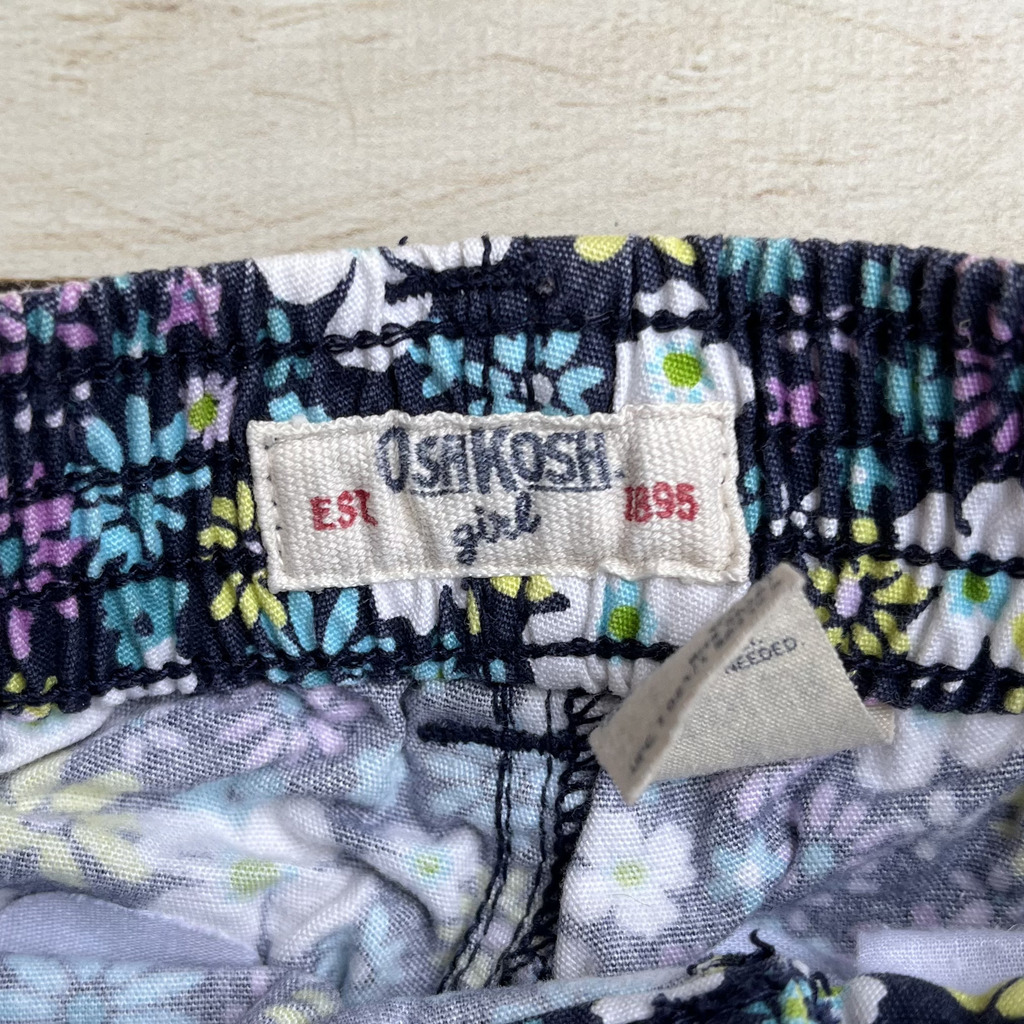 OSHKOSH
EST 1895
girl
NEEDED.